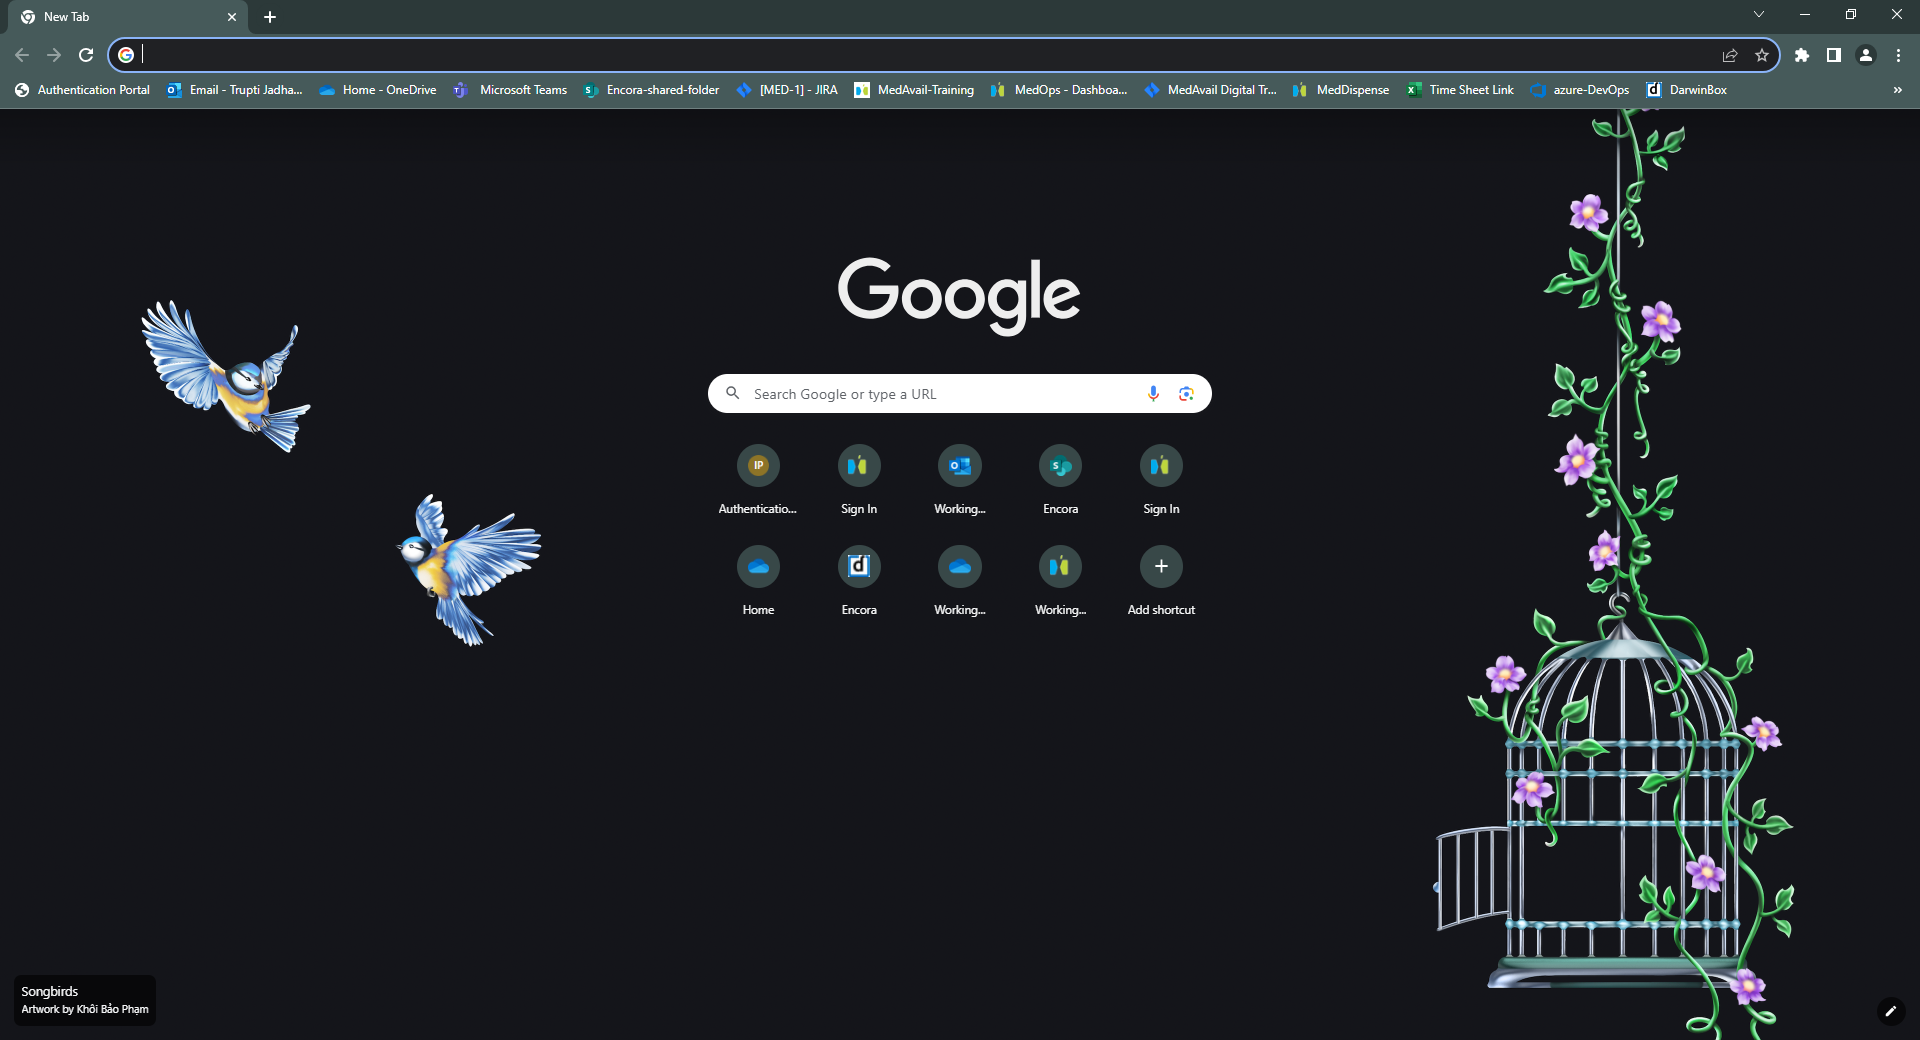 New Tab
Authentication Portal
Email - Trupti Jadha...
Home - OneDrive
Microsoft Teams
Encora-shared-folder
[MED-1] - JIRA
MedAvail-Training
MedOps - Dashboa...
MedAvail Digital Tr...
MedDispense
Time Sheet Link
azure-DevOps
DarwinBox
Google
Search Google or type a URL
IP
Authenticatio...
Sign In
Working...
Encora
Sign In
Home
Encora
Working...
Working...
Add shortcut
Songbirds
Artwork by Khôi Bảo Phạm